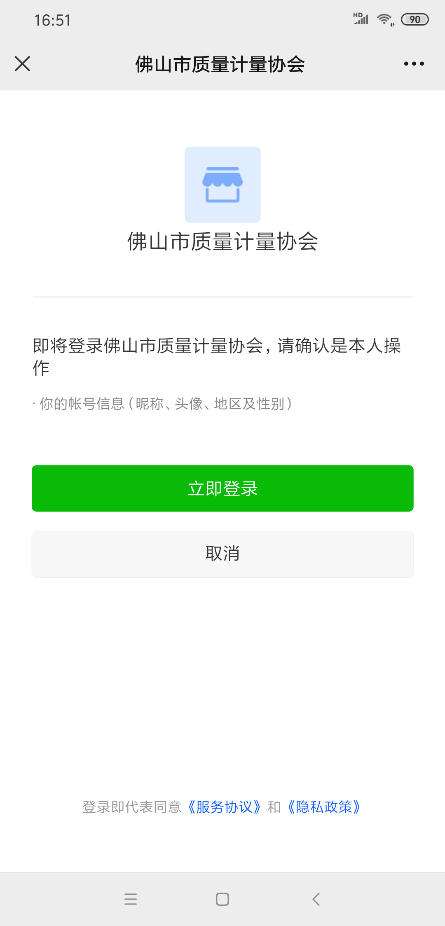 16:51
HD
90
佛山市质量计量协会
佛山市质量计量协会
即将登录佛山市质量计量协会，请确认是本人操
作
· 你的帐号信息（昵称、头像、地区及性别）
立即登录
取消
登录即代表同意《服务协议》和《隐私政策》